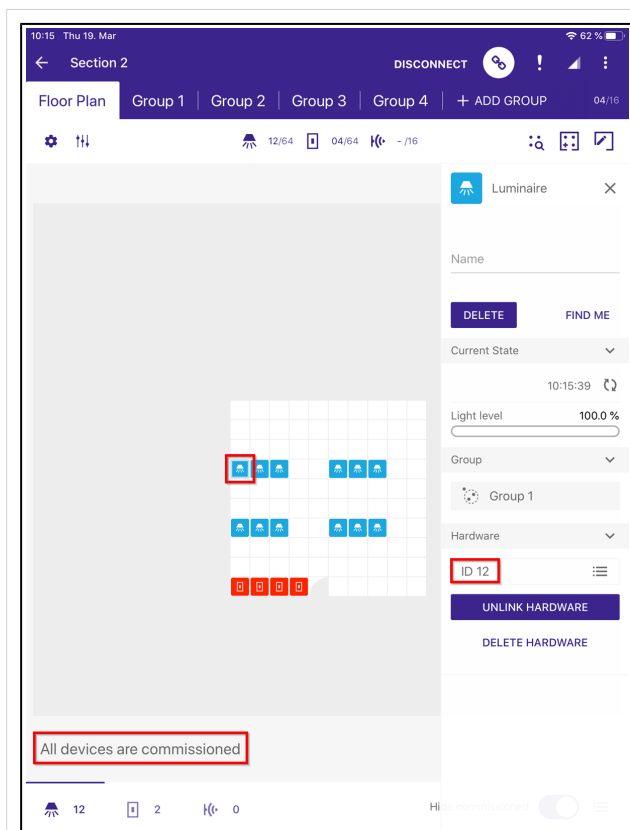 10:15 Thu 19. Mar 62 %
Section 2 DISCONNECT
Floor Plan Group 1 Group 2 Group 3 Group 4 + ADD GROUP 04/16
12/64 04/64 - /16
Luminaire
Name
DELETE FIND ME
Current State
10:15:39
Light level 100.0 %
Group
Group 1
Hardware
ID 12
UNLINK HARDWARE
DELETE HARDWARE
All devices are commissioned
12 2 0 Hide commissioned